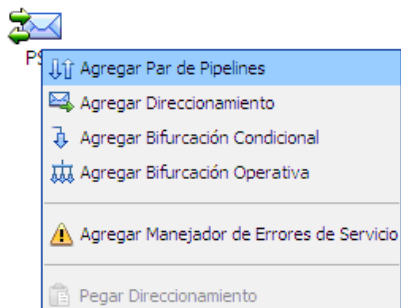 Agregar Par de Pipelines
Agregar Direccionamiento
Agregar Bifurcación Condicional
Agregar Bifurcación Operativa
Agregar Manejador de Errores de Servicio
Pegar Direccionamiento